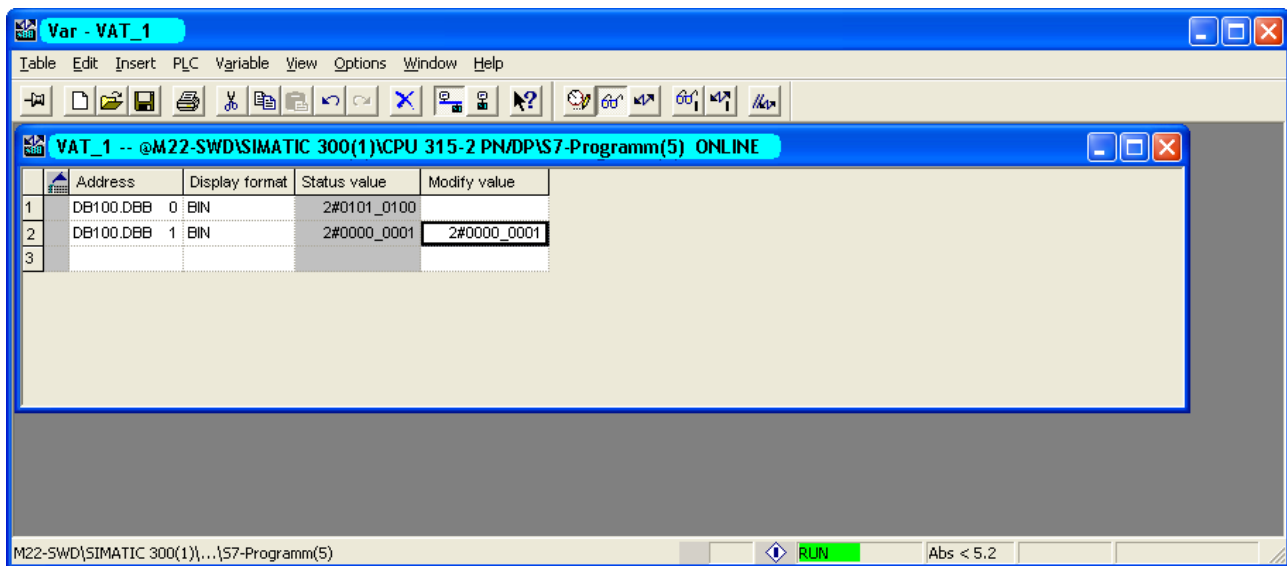 Var - VAT_1
Table Edit Insert PLC Variable View Options Window Help
VAT_1 -- @M22-SWD\SIMATIC 300(1)\CPU 315-2 PN/DP\S7-Programm(5) ONLINE
Address Display format Status value Modify value
1 DB100.DBB 0 BIN 2#0101_0100
2 DB100.DBB 1 BIN 2#0000_0001 2#0000_0001
3
M22-SWD\SIMATIC 300(1)\...\S7-Programm(5) RUN Abs < 5.2